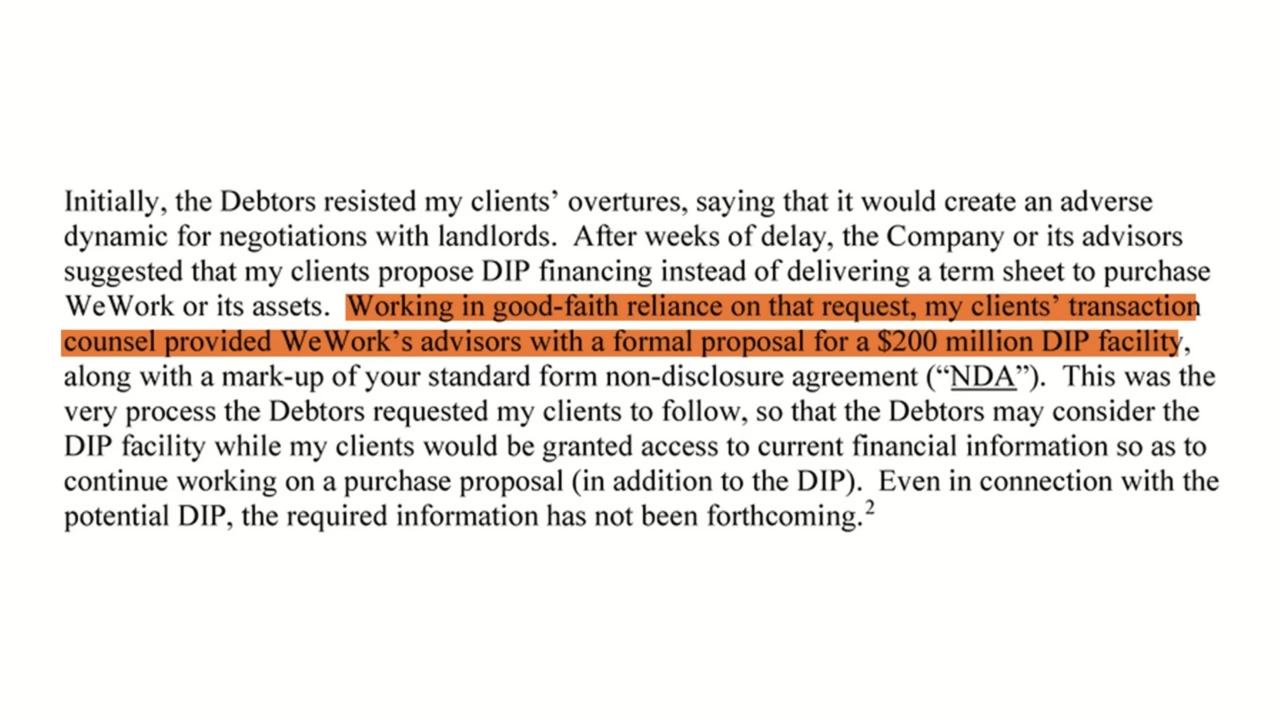 Initially, the Debtors resisted my clients’ overtures, saying that it would create an adverse
dynamic for negotiations with landlords.  After weeks of delay, the Company or its advisors
suggested that my clients propose DIP financing instead of delivering a term sheet to purchase
WeWork or its assets.  Working in good-faith reliance on that request, my clients’ transaction
counsel provided WeWork’s advisors with a formal proposal for a $200 million DIP facility,
along with a mark-up of your standard form non-disclosure agreement (“NDA”).  This was the
very process the Debtors requested my clients to follow, so that the Debtors may consider the
DIP facility while my clients would be granted access to current financial information so as to
continue working on a purchase proposal (in addition to the DIP).  Even in connection with the
potential DIP, the required information has not been forthcoming.2